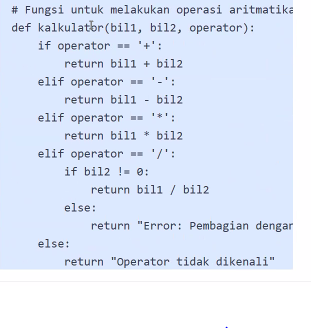 # Fungsi untuk melakukan operasi aritmatika
def kalkulator(bil1, bil2, operator):
    if operator == '+':
        return bil1 + bil2
    elif operator == '-':
        return bil1 - bil2
    elif operator == '*':
        return bil1 * bil2
    elif operator == '/':
        if bil2 != 0:
            return bil1 / bil2
        else:
            return "Error: Pembagian dengan
    else:
        return "Operator tidak dikenali"